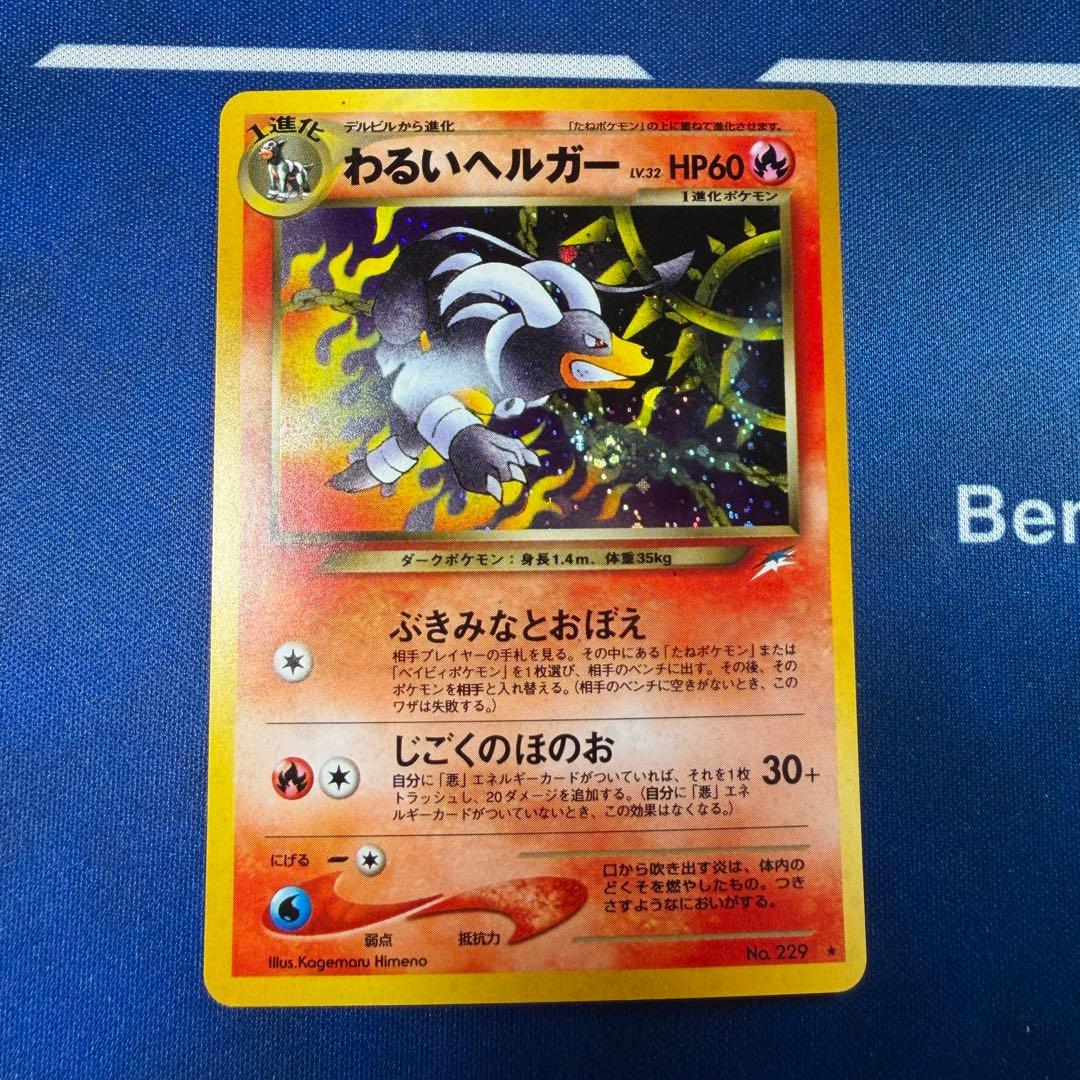 1進化
デルビルから進化
「たねポケモン」の上に重ねて進化させます。
わるいヘルガー LV.32 HP60
1進化ポケモン
ダークポケモン:身長1.4m、体重35kg
ぶきみなとおぼえ
相手プレイヤーの手札を見る。その中にある「たねポケモン」または
「ベイビィポケモン」を1枚選び、相手のベンチに出す。その後、その
ポケモンを相手と入れ替える。(相手のベンチに空きがないとき、この
ワザは失敗する。)
じごくのほのお
30+
自分に「悪」エネルギーカードがついていれば、それを1枚
トラッシュし、20ダメージを追加する。(自分に「悪」エネ
ルギーカードがついていないとき、この効果はなくなる。)
にげる
弱点
抵抗力
口から吹き出す炎は、体内の
どくそを燃やしたもの。つき
さすようなにおいがする。
Illus.Kagemaru Himeno
No. 229 ★
Ber